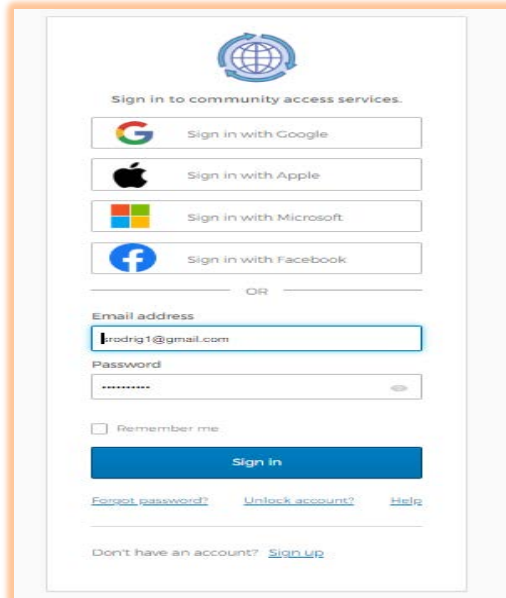 Sign in to community access services.
Sign in with Google
Sign in with Apple
Sign in with Microsoft
Sign in with Facebook
OR
Email address
srodrig1@gmail.com
Password
••••••••••
Remember me
Sign in
Forgot password? Unlock account? Help
Don't have an account? Sign up